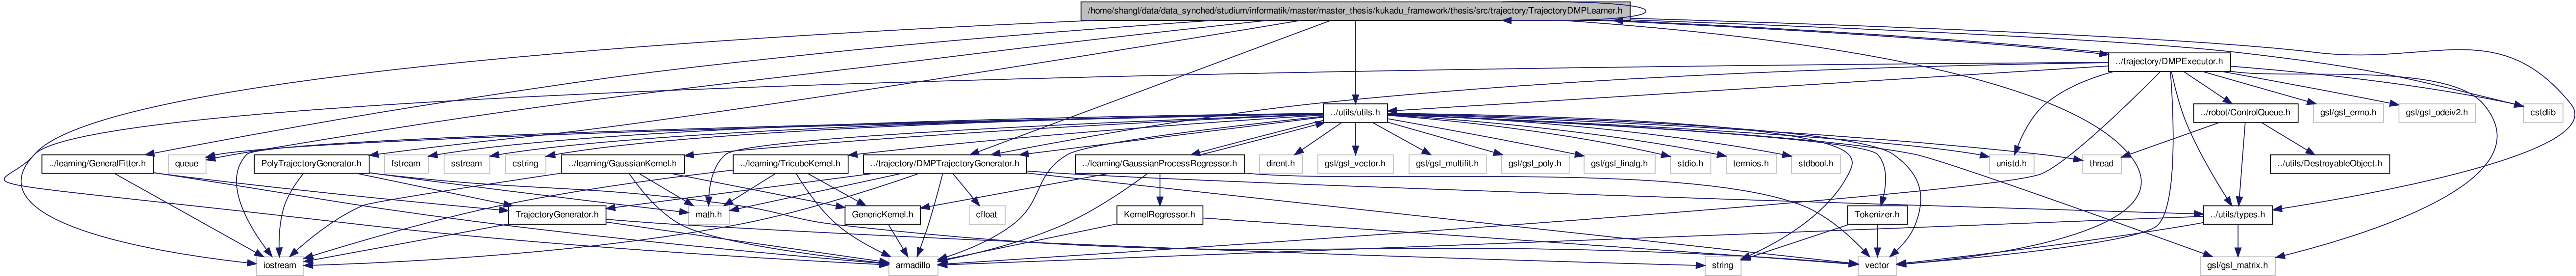 /home/shangl/data/data_synched/studium/informatik/master/master_thesis/kukadu_framework/thesis/src/trajectory/TrajectoryDMPLearner.h
../trajectory/DMPExecutor.h
../utils/utils.h
../robot/ControlQueue.h
gsl/gsl_errno.h
gsl/gsl_odeiv2.h
cstdlib
../learning/GeneralFitter.h
queue
PolyTrajectoryGenerator.h
fstream
sstream
cstring
../learning/GaussianKernel.h
../learning/TricubeKernel.h
../trajectory/DMPTrajectoryGenerator.h
../learning/GaussianProcessRegressor.h
dirent.h
gsl/gsl_vector.h
gsl/gsl_multifit.h
gsl/gsl_poly.h
gsl/gsl_linalg.h
stdio.h
termios.h
stdbool.h
unistd.h
thread
../utils/DestroyableObject.h
TrajectoryGenerator.h
math.h
GenericKernel.h
cfloat
KernelRegressor.h
Tokenizer.h
../utils/types.h
iostream
armadillo
string
vector
gsl/gsl_matrix.h